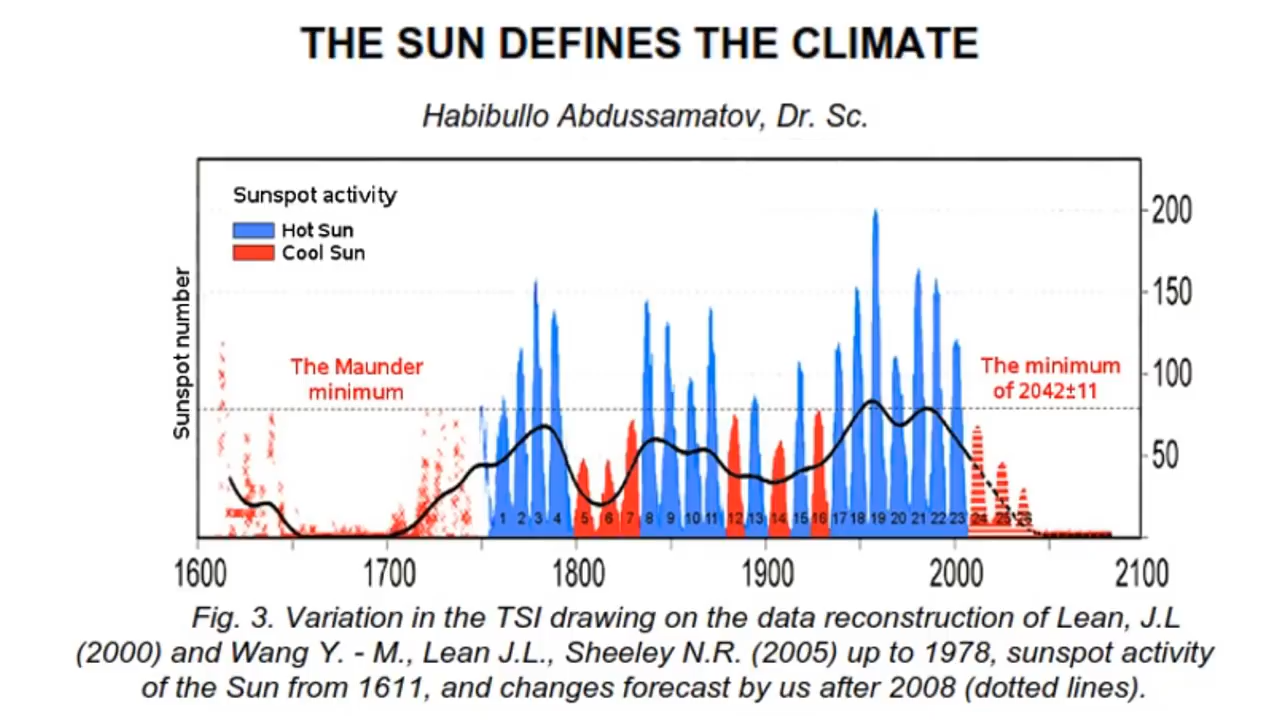 THE SUN DEFINES THE CLIMATE
Habibullo Abdussamatov, Dr. Sc.
Sunspot activity
Hot Sun
Cool Sun
Sunspot number
The Maunder
minimum
The minimum
of 2042±11
200
150
100
50
1 2 3 4 5 6 7 8 9 10 11 12 13 14 15 16 17 18 19 20 21 22 23 24 25 26
1600 1700 1800 1900 2000 2100
Fig. 3. Variation in the TSI drawing on the data reconstruction of Lean, J.L
(2000) and Wang Y. - M., Lean J.L., Sheeley N.R. (2005) up to 1978, sunspot activity
of the Sun from 1611, and changes forecast by us after 2008 (dotted lines).